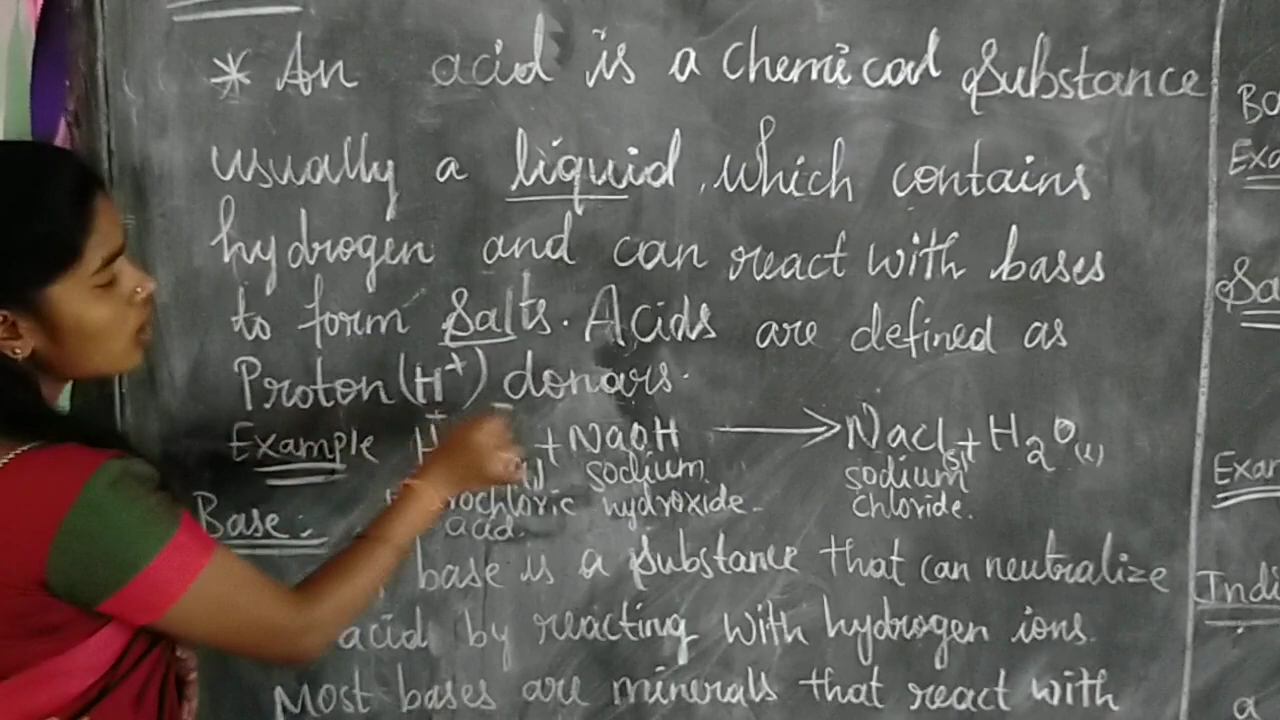 * An acid is a chemical Substance
usually a liquid, which contains
hydrogen and can react with bases
to form Salts. Acids are defined as
Proton (H+) donars.
Example + NaOH → NaCl(s) + H2O(l)
sodium sodium
hydroxide. chloride.
acid.
Base:-
base is a substance that can neutralize
acid by reacting with hydrogen ions.
Most bases are minerals that react with
a